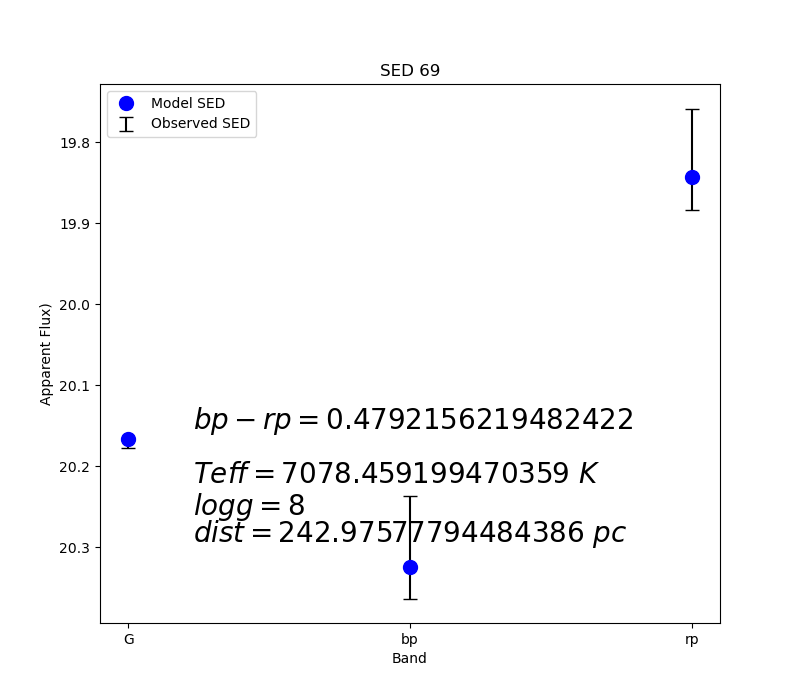 SED 69
Model SED
Observed SED
19.8
19.9
20.0
20.1
20.2
20.3
Apparent Flux)
bp − rp = 0.4792156219482422
Teff = 7078.459199470359 K
logg = 8
dist = 242.97577794484386 pc
G bp rp
Band